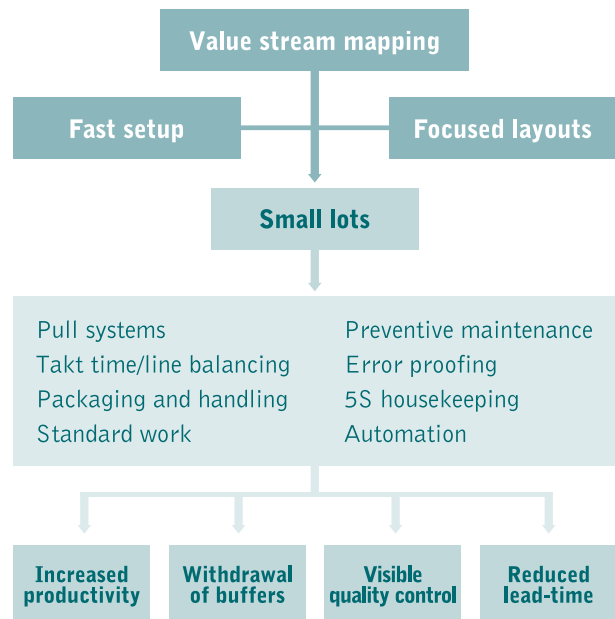 Value stream mapping
Fast setup
Focused layouts
Small lots
Pull systems
Takt time/line balancing
Packaging and handling
Standard work
Preventive maintenance
Error proofing
5S housekeeping
Automation
Increased
productivity
Withdrawal
of buffers
Visible
quality control
Reduced
lead-time